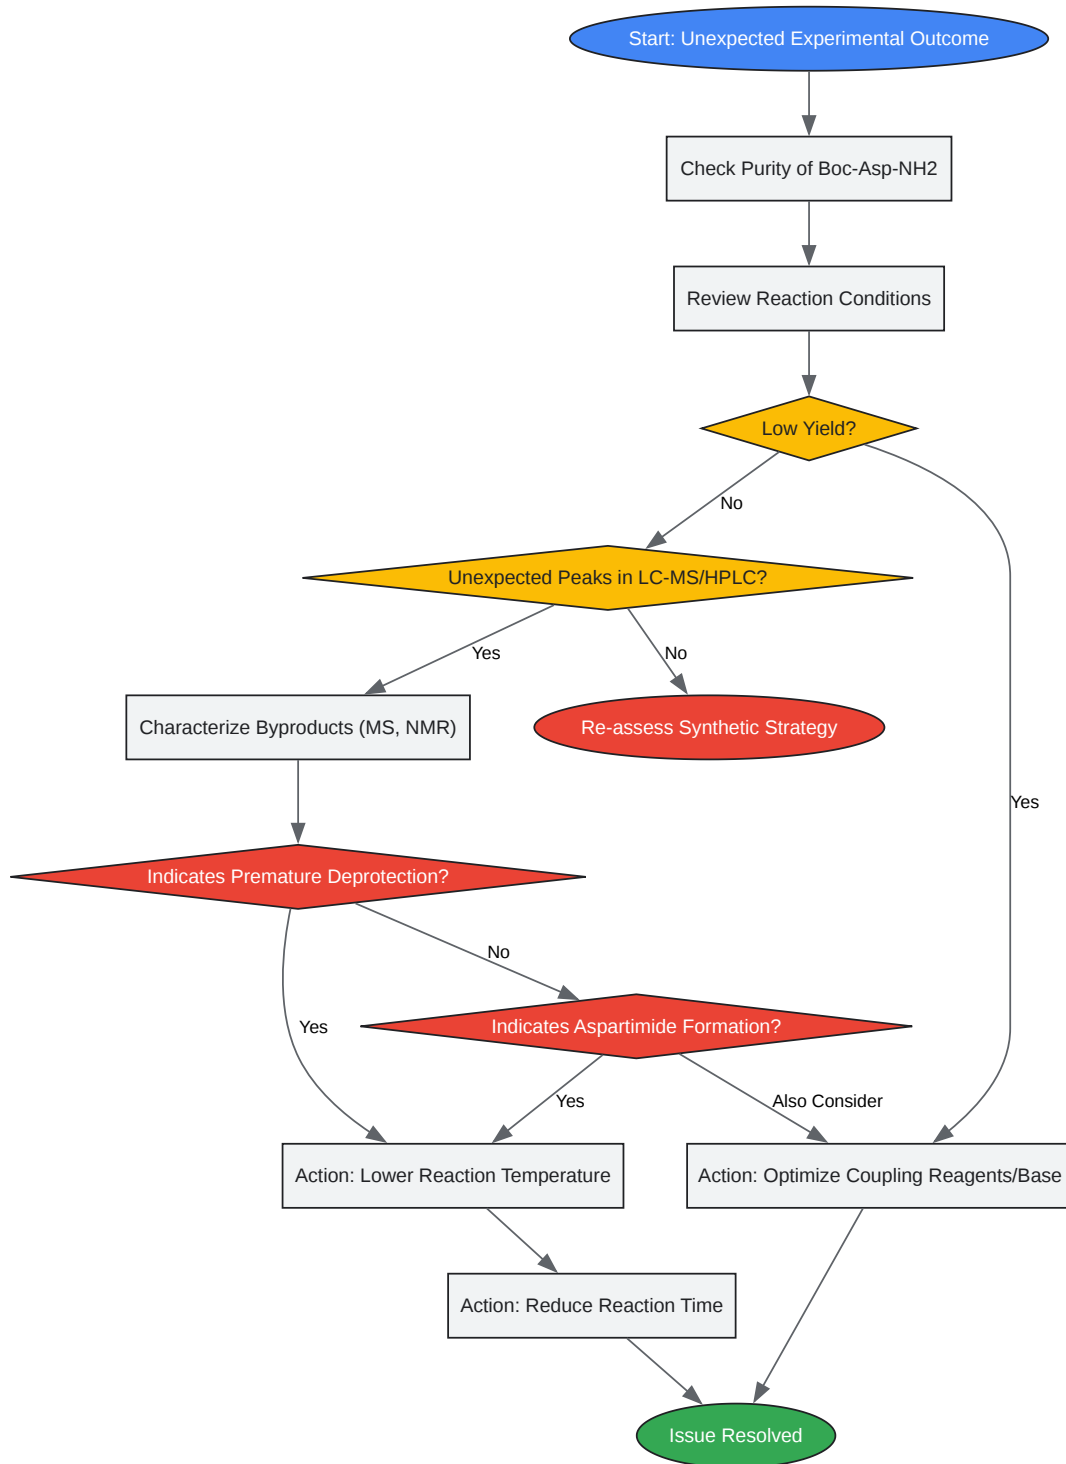 Start: Unexpected Experimental Outcome
Check Purity of Boc-Asp-NH2
Review Reaction Conditions
Low Yield?
No
Unexpected Peaks in LC-MS/HPLC?
Yes
No
Characterize Byproducts (MS, NMR)
Re-assess Synthetic Strategy
Yes
Indicates Premature Deprotection?
No
Yes
Indicates Aspartimide Formation?
Yes
Also Consider
Action: Lower Reaction Temperature
Action: Optimize Coupling Reagents/Base
Action: Reduce Reaction Time
Issue Resolved